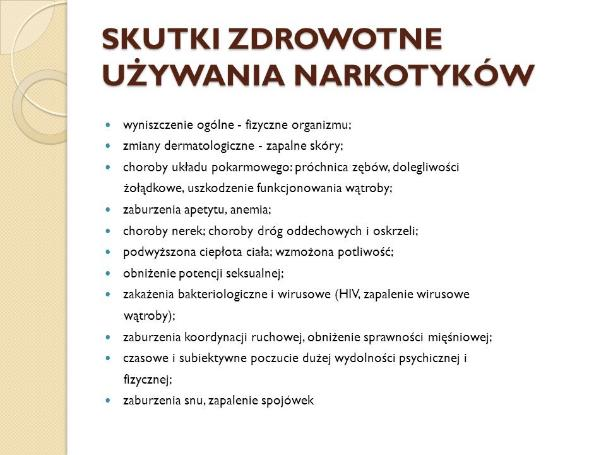 SKUTKI ZDROWOTNE
UŻYWANIA NARKOTYKÓW
• wyniszczenie ogólne - fizyczne organizmu;
• zmiany dermatologiczne - zapalne skóry;
• choroby układu pokarmowego: próchnica zębów, dolegliwości
żołądkowe, uszkodzenie funkcjonowania wątroby;
• zaburzenia apetytu, anemia;
• choroby nerek; choroby dróg oddechowych i oskrzeli;
• podwyższona ciepłota ciała; wzmożona potliwość;
• obniżenie potencji seksualnej;
• zakażenia bakteriologiczne i wirusowe (HIV, zapalenie wirusowe
wątroby);
• zaburzenia koordynacji ruchowej, obniżenie sprawności mięśniowej;
• czasowe i subiektywne poczucie dużej wydolności psychicznej i
fizycznej;
• zaburzenia snu, zapalenie spojówek